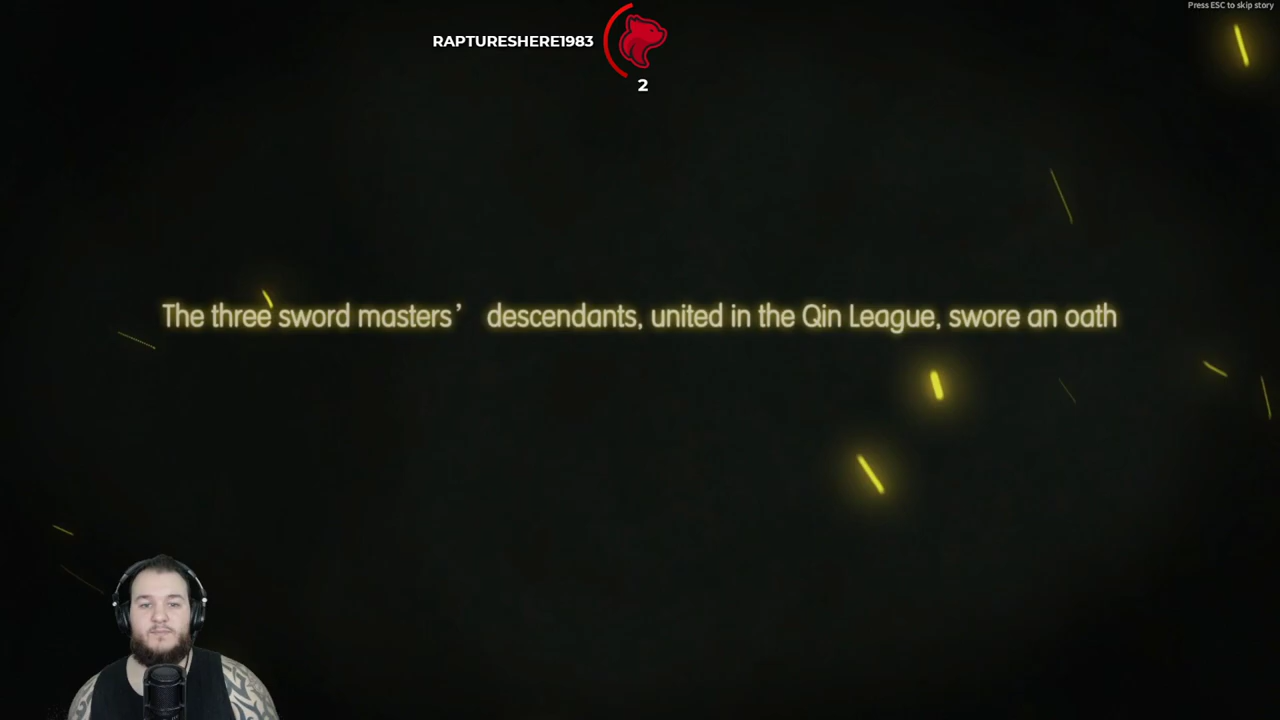 Press ESC to skip story
RAPTURESHERE1983
2
The three sword masters’ descendants, united in the Qin League, swore an oath